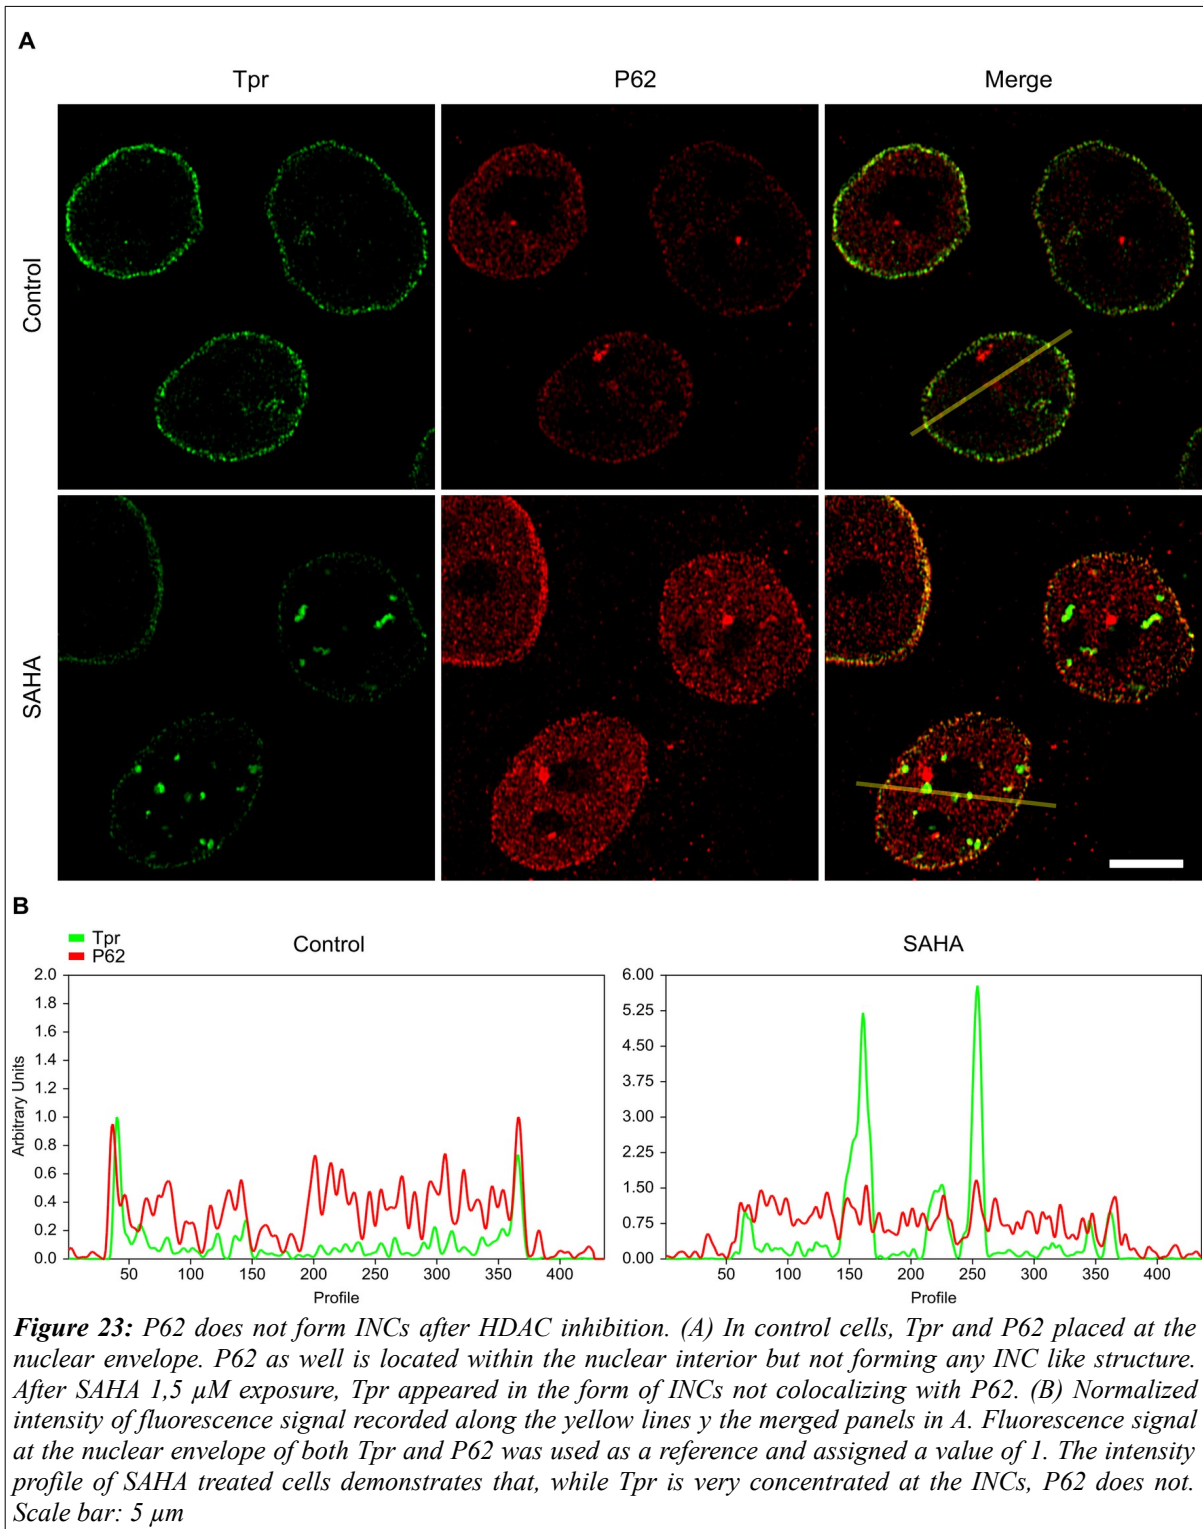 A
Tpr
P62
Merge
Control
SAHA
B
Tpr
P62
Control
SAHA
2.0
1.8
1.6
1.4
1.2
1.0
0.8
0.6
0.4
0.2
0.0
Arbitrary Units
50 100 150 200 250 300 350 400
Profile
6.00
5.25
4.50
3.75
3.00
2.25
1.50
0.75
0.00
50 100 150 200 250 300 350 400
Profile
Figure 23: P62 does not form INCs after HDAC inhibition. (A) In control cells, Tpr and P62 placed at the
nuclear envelope. P62 as well is located within the nuclear interior but not forming any INC like structure.
After SAHA 1,5 µM exposure, Tpr appeared in the form of INCs not colocalizing with P62. (B) Normalized
intensity of fluorescence signal recorded along the yellow lines y the merged panels in A. Fluorescence signal
at the nuclear envelope of both Tpr and P62 was used as a reference and assigned a value of 1. The intensity
profile of SAHA treated cells demonstrates that, while Tpr is very concentrated at the INCs, P62 does not.
Scale bar: 5 µm